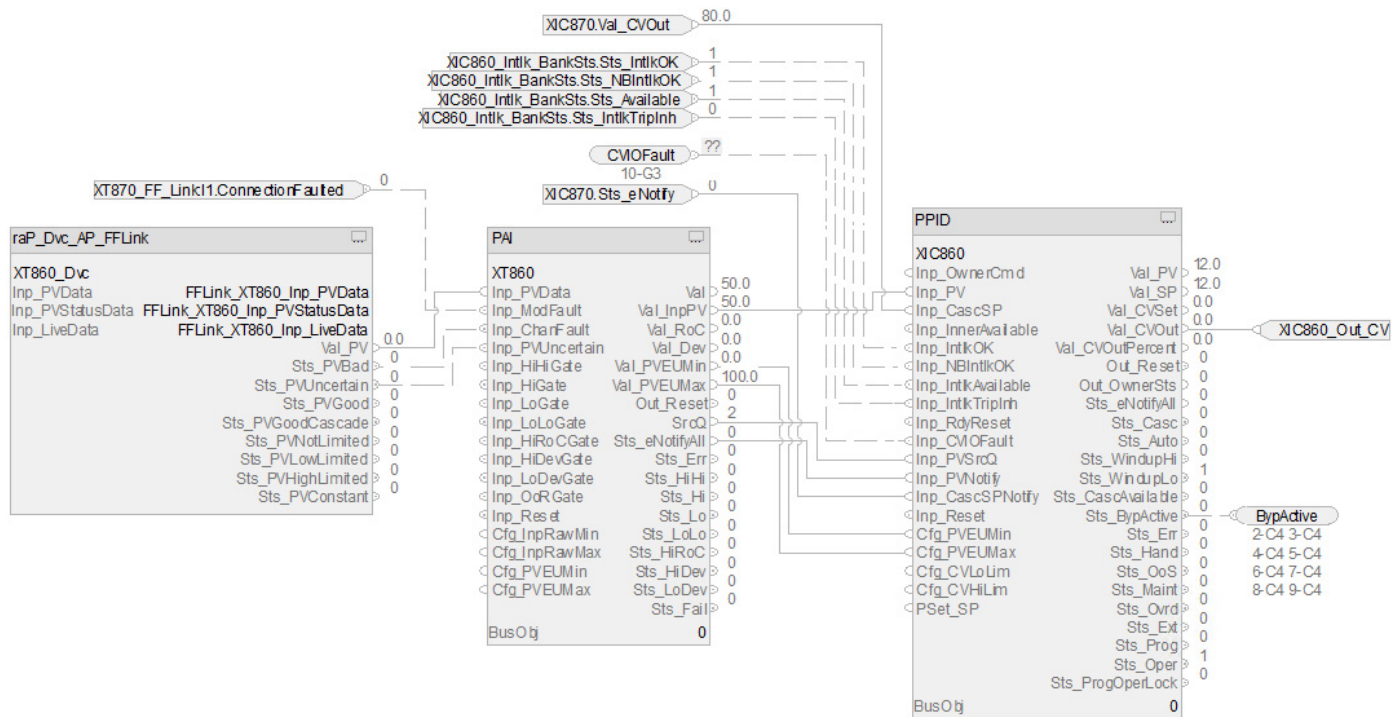 XIC870.Val_CVOut 80.0
XIC860_Intlk_BankSts.Sts_IntlkOK 1
XIC860_Intlk_BankSts.Sts_NBIntlkOK 1
XIC860_Intlk_BankSts.Sts_Available 1
XIC860_Intlk_BankSts.Sts_IntlkTripInh 0
CVIOFault ??
10-G3
XIC870.Sts_eNotify 0
XT870_FF_Link:I1.ConnectionFaulted 0
raP_Dvc_AP_FFLink
XT860_Dvc
Inp_PVData FFLink_XT860_Inp_PVData
Inp_PVStatusData FFLink_XT860_Inp_PVStatusData
Inp_LiveData FFLink_XT860_Inp_LiveData
Val_PV 0.0
Sts_PVBad 0
Sts_PVUncertain 0
Sts_PVGood 0
Sts_PVGoodCascade 0
Sts_PVNotLimited 0
Sts_PVLowLimited 0
Sts_PVHighLimited 0
Sts_PVConstant 0
PAI
XT860
Inp_PVData Val 50.0
Inp_ModFault Val_InpPV 50.0
Inp_ChanFault Val_RoC 0.0
Inp_PVUncertain Val_Dev 0.0
Inp_HiHiGate Val_PVEUMin 0.0
Inp_HiGate Val_PVEUMax 100.0
Inp_LoGate Out_Reset 0
Inp_LoLoGate SrcQ 2
Inp_HiRoCGate Sts_eNotifyAll 0
Inp_HiDevGate Sts_Err 0
Inp_LoDevGate Sts_HiHi 0
Inp_OoRGate Sts_Hi 0
Inp_Reset Sts_Lo 0
Cfg_InpRawMin Sts_LoLo 0
Cfg_InpRawMax Sts_HiRoC 0
Cfg_PVEUMin Sts_HiDev 0
Cfg_PVEUMax Sts_LoDev 0
Sts_Fail 0
BusObj 0
PPID
XIC860
Inp_OwnerCmd Val_PV 12.0
Inp_PV Val_SP 12.0
Inp_CascSP Val_CVSet 0.0
Inp_InnerAvailable Val_CVOut 0.0 XIC860_Out_CV
Inp_IntlkOK Val_CVOutPercent 0.0
Inp_NBIntlkOK Out_Reset 0
Inp_IntlkAvailable Out_OwnerSts 0
Inp_IntlkTripInh Sts_eNotifyAll 0
Inp_RdyReset Sts_Casc 0
Inp_CVIOFault Sts_Auto 0
Inp_PVSrcQ Sts_WindupHi 0
Inp_PVNotify Sts_WindupLo 1
Inp_CascSPNotify Sts_CascAvailable 0
Inp_Reset Sts_BypActive 0 BypActive
Cfg_PVEUMin Sts_Err 0 2-C4 3-C4
Cfg_PVEUMax Sts_Hand 0 4-C4 5-C4
Cfg_CVLoLim Sts_OoS 0 6-C4 7-C4
Cfg_CVHiLim Sts_Maint 0 8-C4 9-C4
PSet_SP Sts_Ovrd 0
Sts_Ext 0
Sts_Prog 0
Sts_Oper 1
Sts_ProgOperLock 0
BusObj 0